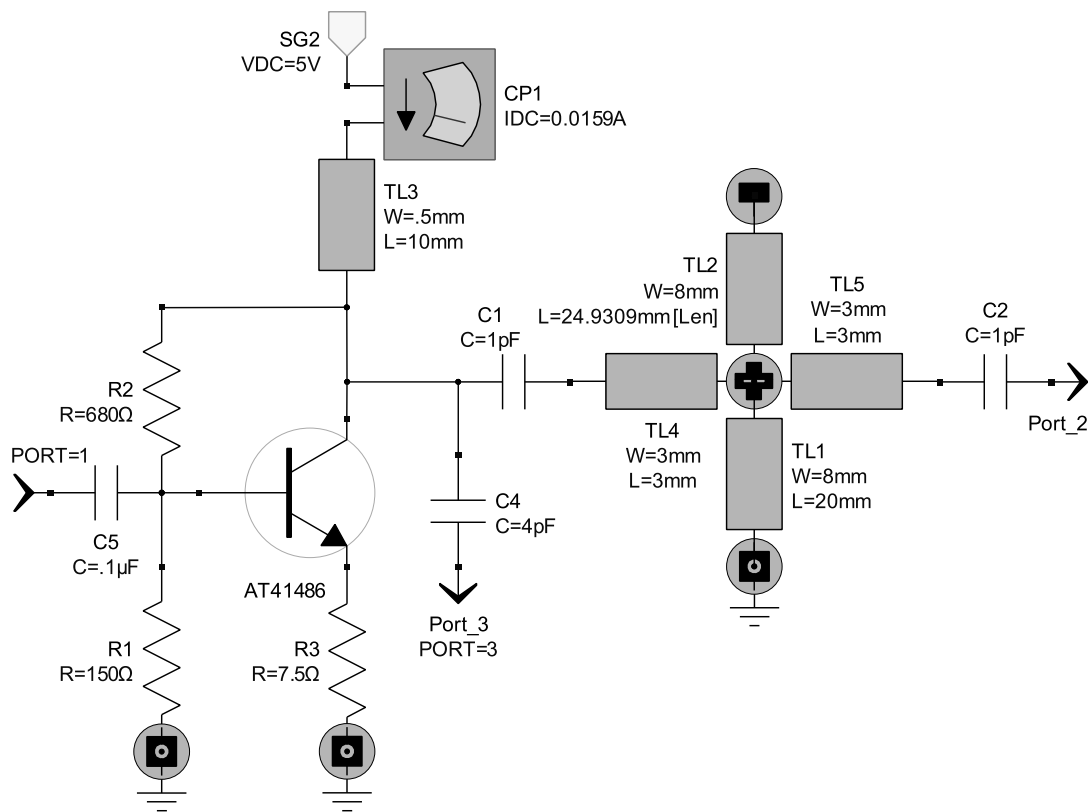 SG2
VDC=5V
CP1
IDC=0.0159A
TL3
W=.5mm
L=10mm
TL2
W=8mm
L=24.9309mm[Len]
TL5
W=3mm
L=3mm
C1
C=1pF
C2
C=1pF
Port_2
R2
R=680Ω
TL4
W=3mm
L=3mm
TL1
W=8mm
L=20mm
PORT=1
C5
C=.1µF
C4
C=4pF
AT41486
Port_3
PORT=3
R1
R=150Ω
R3
R=7.5Ω